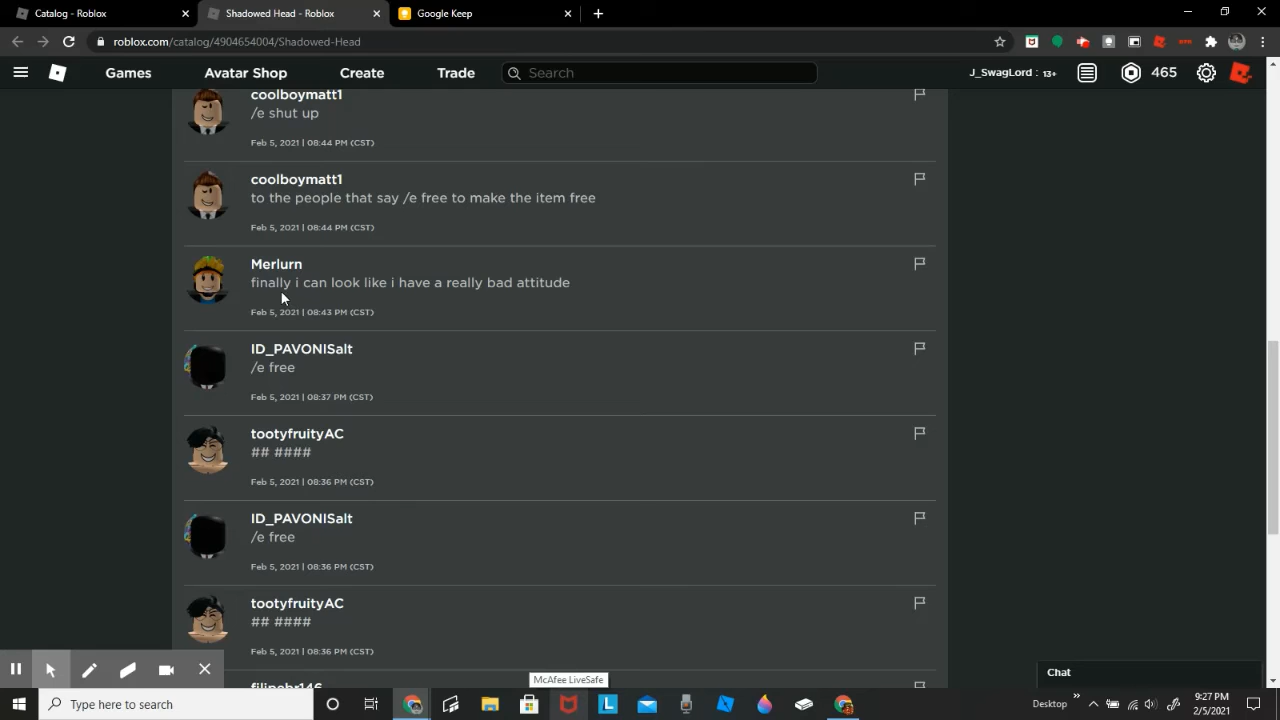 Catalog - Roblox
Shadowed Head - Roblox
Google Keep
roblox.com/catalog/4904654004/Shadowed-Head
Games
Avatar Shop
Create
Trade
Search
J_SwagLord : 13+
465
coolboymatt1
/e shut up
Feb 5, 2021 | 08:44 PM (CST)
coolboymatt1
to the people that say /e free to make the item free
Feb 5, 2021 | 08:44 PM (CST)
Merlurn
finally i can look like i have a really bad attitude
Feb 5, 2021 | 08:43 PM (CST)
ID_PAVONISalt
/e free
Feb 5, 2021 | 08:37 PM (CST)
tootyfruityAC
## ####
Feb 5, 2021 | 08:36 PM (CST)
ID_PAVONISalt
/e free
Feb 5, 2021 | 08:36 PM (CST)
tootyfruityAC
## ####
Feb 5, 2021 | 08:36 PM (CST)
McAfee LiveSafe
Chat
Type here to search
Desktop
9:27 PM
2/5/2021